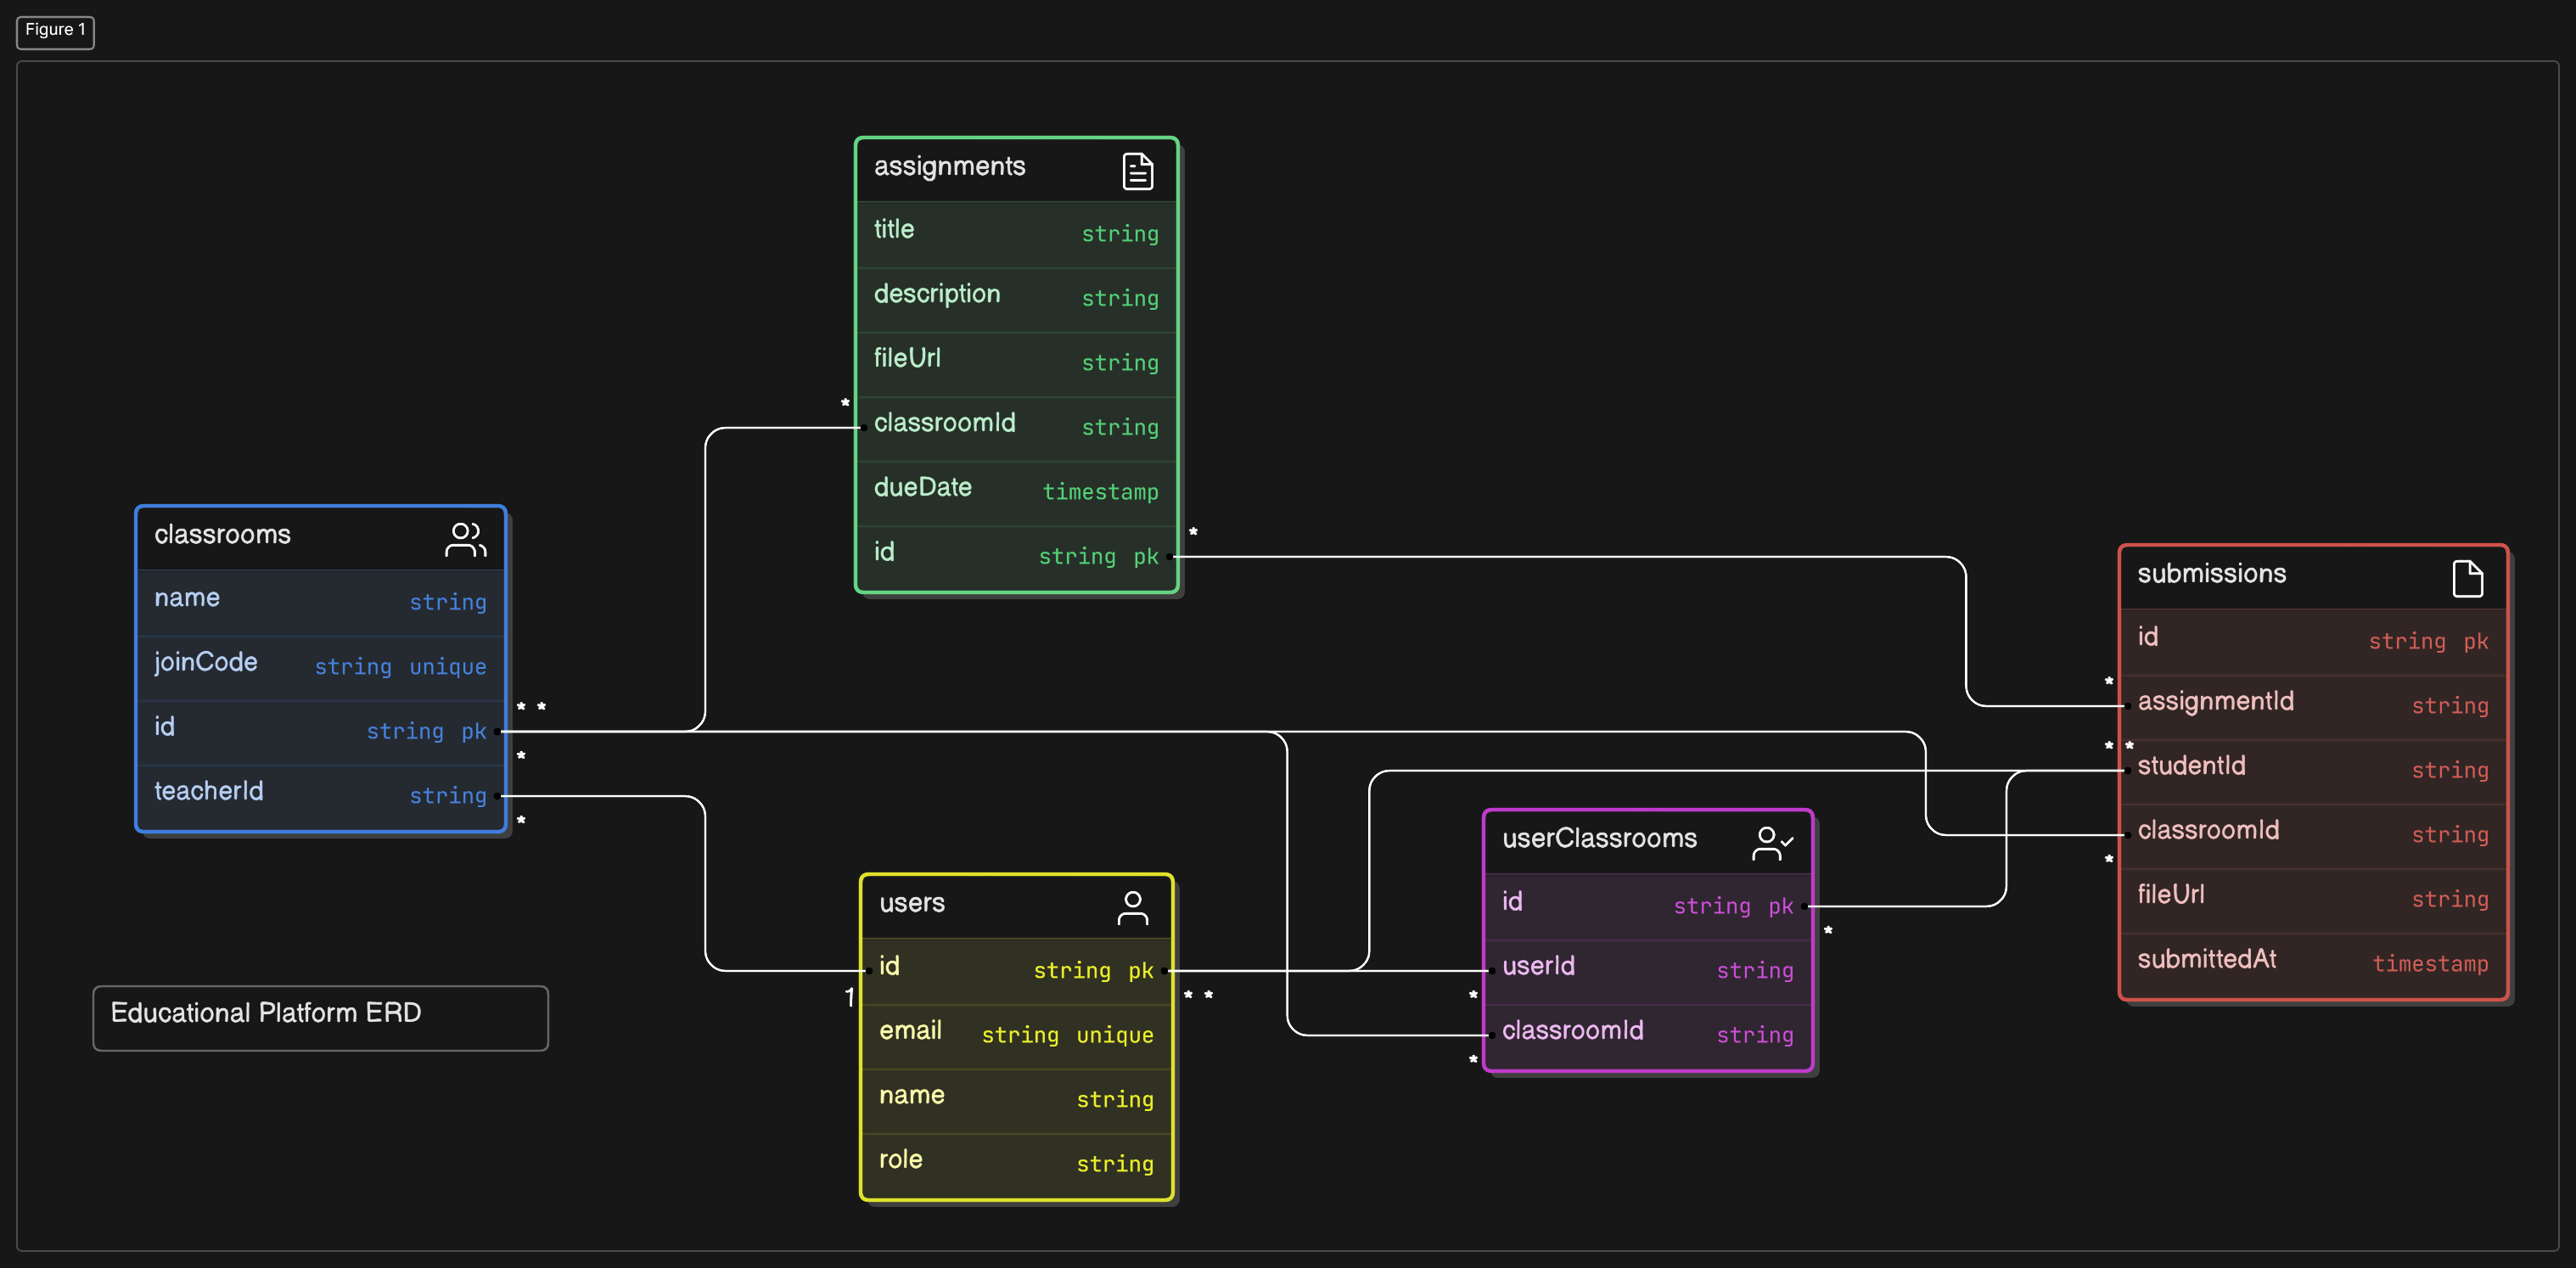 Figure 1
assignments
title string
description string
fileUrl string
* classroomId string
dueDate timestamp
*
id string pk
classrooms
name string
joinCode string unique
* *
id string pk
*
teacherId string
*
submissions
id string pk
*
assignmentId string
* *
studentId string
classroomId string
*
fileUrl string
submittedAt timestamp
userClassrooms
id string pk
*
userId string
*
classroomId string
*
users
id string pk
1 * *
email string unique
name string
role string
Educational Platform ERD